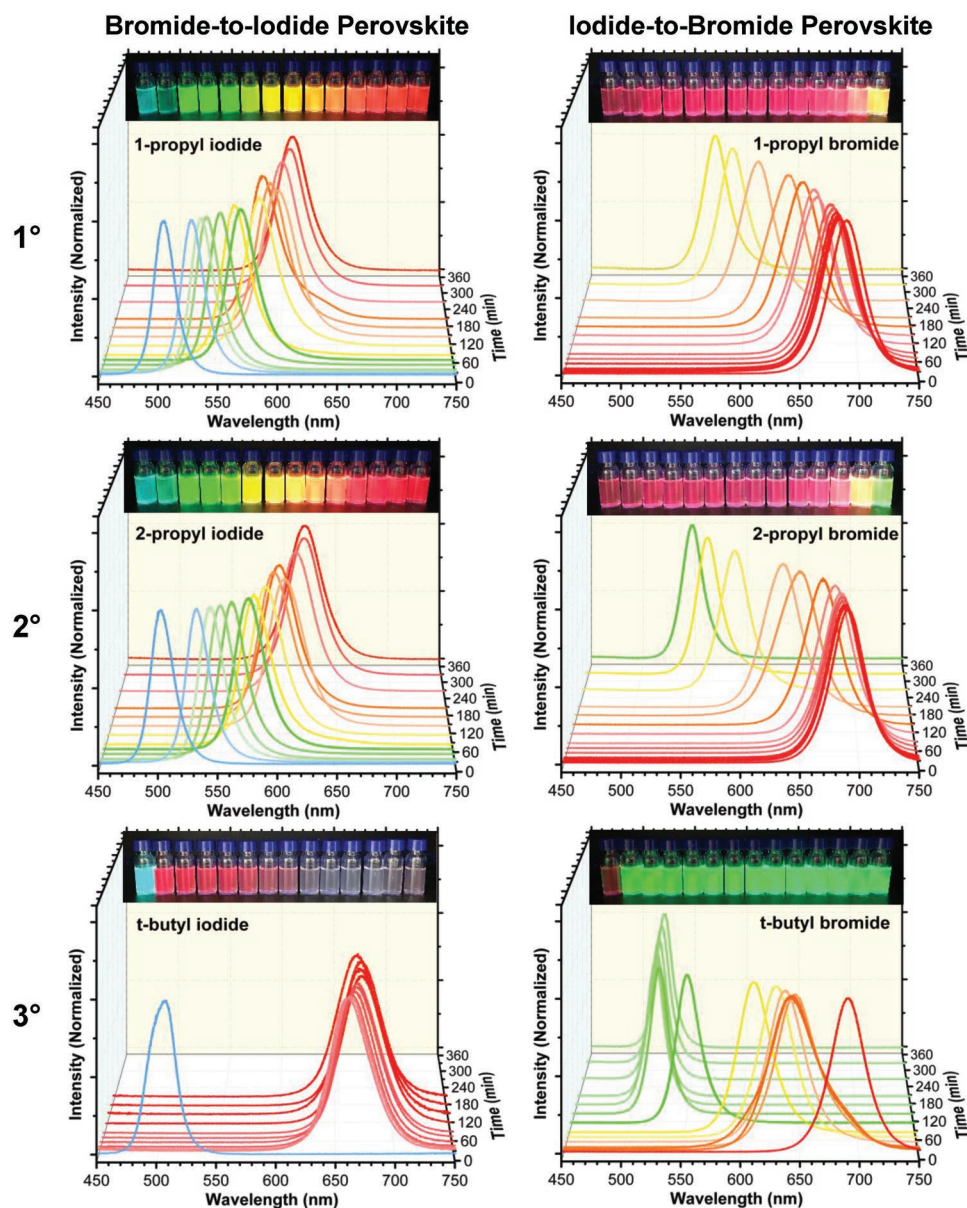 Bromide-to-Iodide Perovskite
Iodide-to-Bromide Perovskite
1°
1-propyl iodide
Intensity (Normalized)
360
300
240
180
120
60
0
Time (min)
450 500 550 600 650 700 750
Wavelength (nm)
1-propyl bromide
Intensity (Normalized)
360
300
240
180
120
60
0
Time (min)
450 500 550 600 650 700 750
Wavelength (nm)
2°
2-propyl iodide
Intensity (Normalized)
360
300
240
180
120
60
0
Time (min)
450 500 550 600 650 700 750
Wavelength (nm)
2-propyl bromide
Intensity (Normalized)
360
300
240
180
120
60
0
Time (min)
450 500 550 600 650 700 750
Wavelength (nm)
3°
t-butyl iodide
Intensity (Normalized)
360
300
240
180
120
60
0
Time (min)
450 500 550 600 650 700 750
Wavelength (nm)
t-butyl bromide
Intensity (Normalized)
360
300
240
180
120
60
0
Time (min)
450 500 550 600 650 700 750
Wavelength (nm)